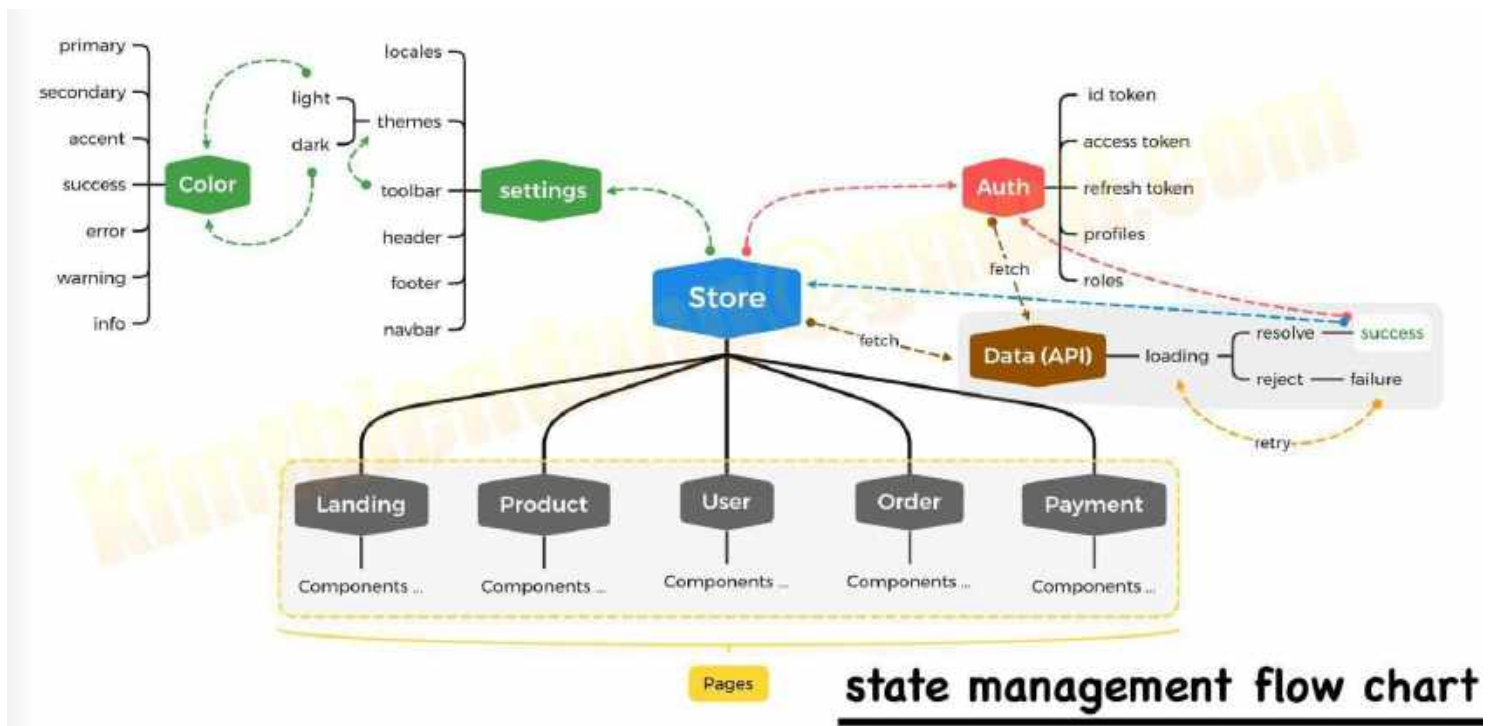 primary
secondary
accent
success
error
warning
info
Color
light
dark
locales
themes
toolbar
header
footer
navbar
settings
Store
Auth
id token
access token
refresh token
profiles
roles
fetch
fetch
Data (API)
loading
resolve
success
reject
failure
retry
Landing
Product
User
Order
Payment
Components ...
Components ...
Components ...
Components ...
Components ...
Pages
state management flow chart